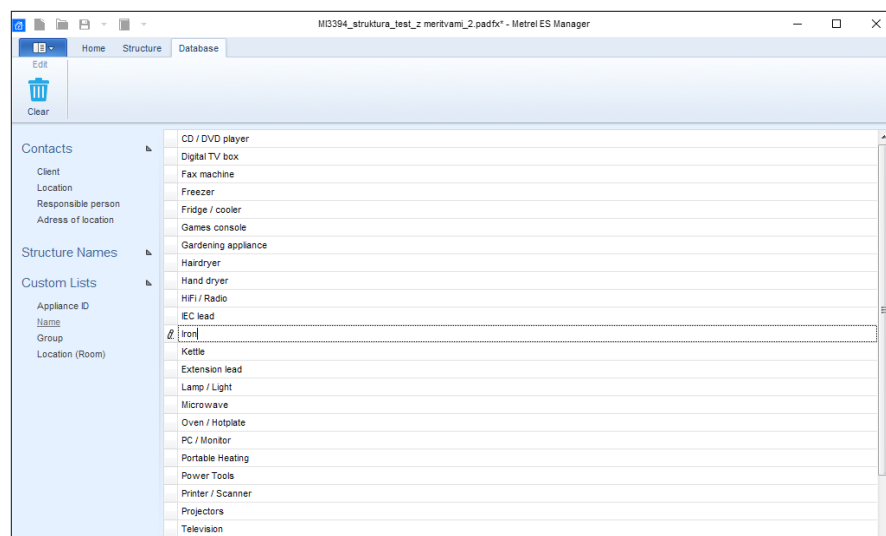 MI3394_struktura_test_z meritvami_2.padfx* - Metrel ES Manager
Home Structure Database
Edit
Clear
Contacts
Client
Location
Responsible person
Adress of location
Structure Names
Custom Lists
Appliance ID
Name
Group
Location (Room)
CD / DVD player
Digital TV box
Fax machine
Freezer
Fridge / cooler
Games console
Gardening appliance
Hairdryer
Hand dryer
HiFi / Radio
IEC lead
Iron
Kettle
Extension lead
Lamp / Light
Microwave
Oven / Hotplate
PC / Monitor
Portable Heating
Power Tools
Printer / Scanner
Projectors
Television